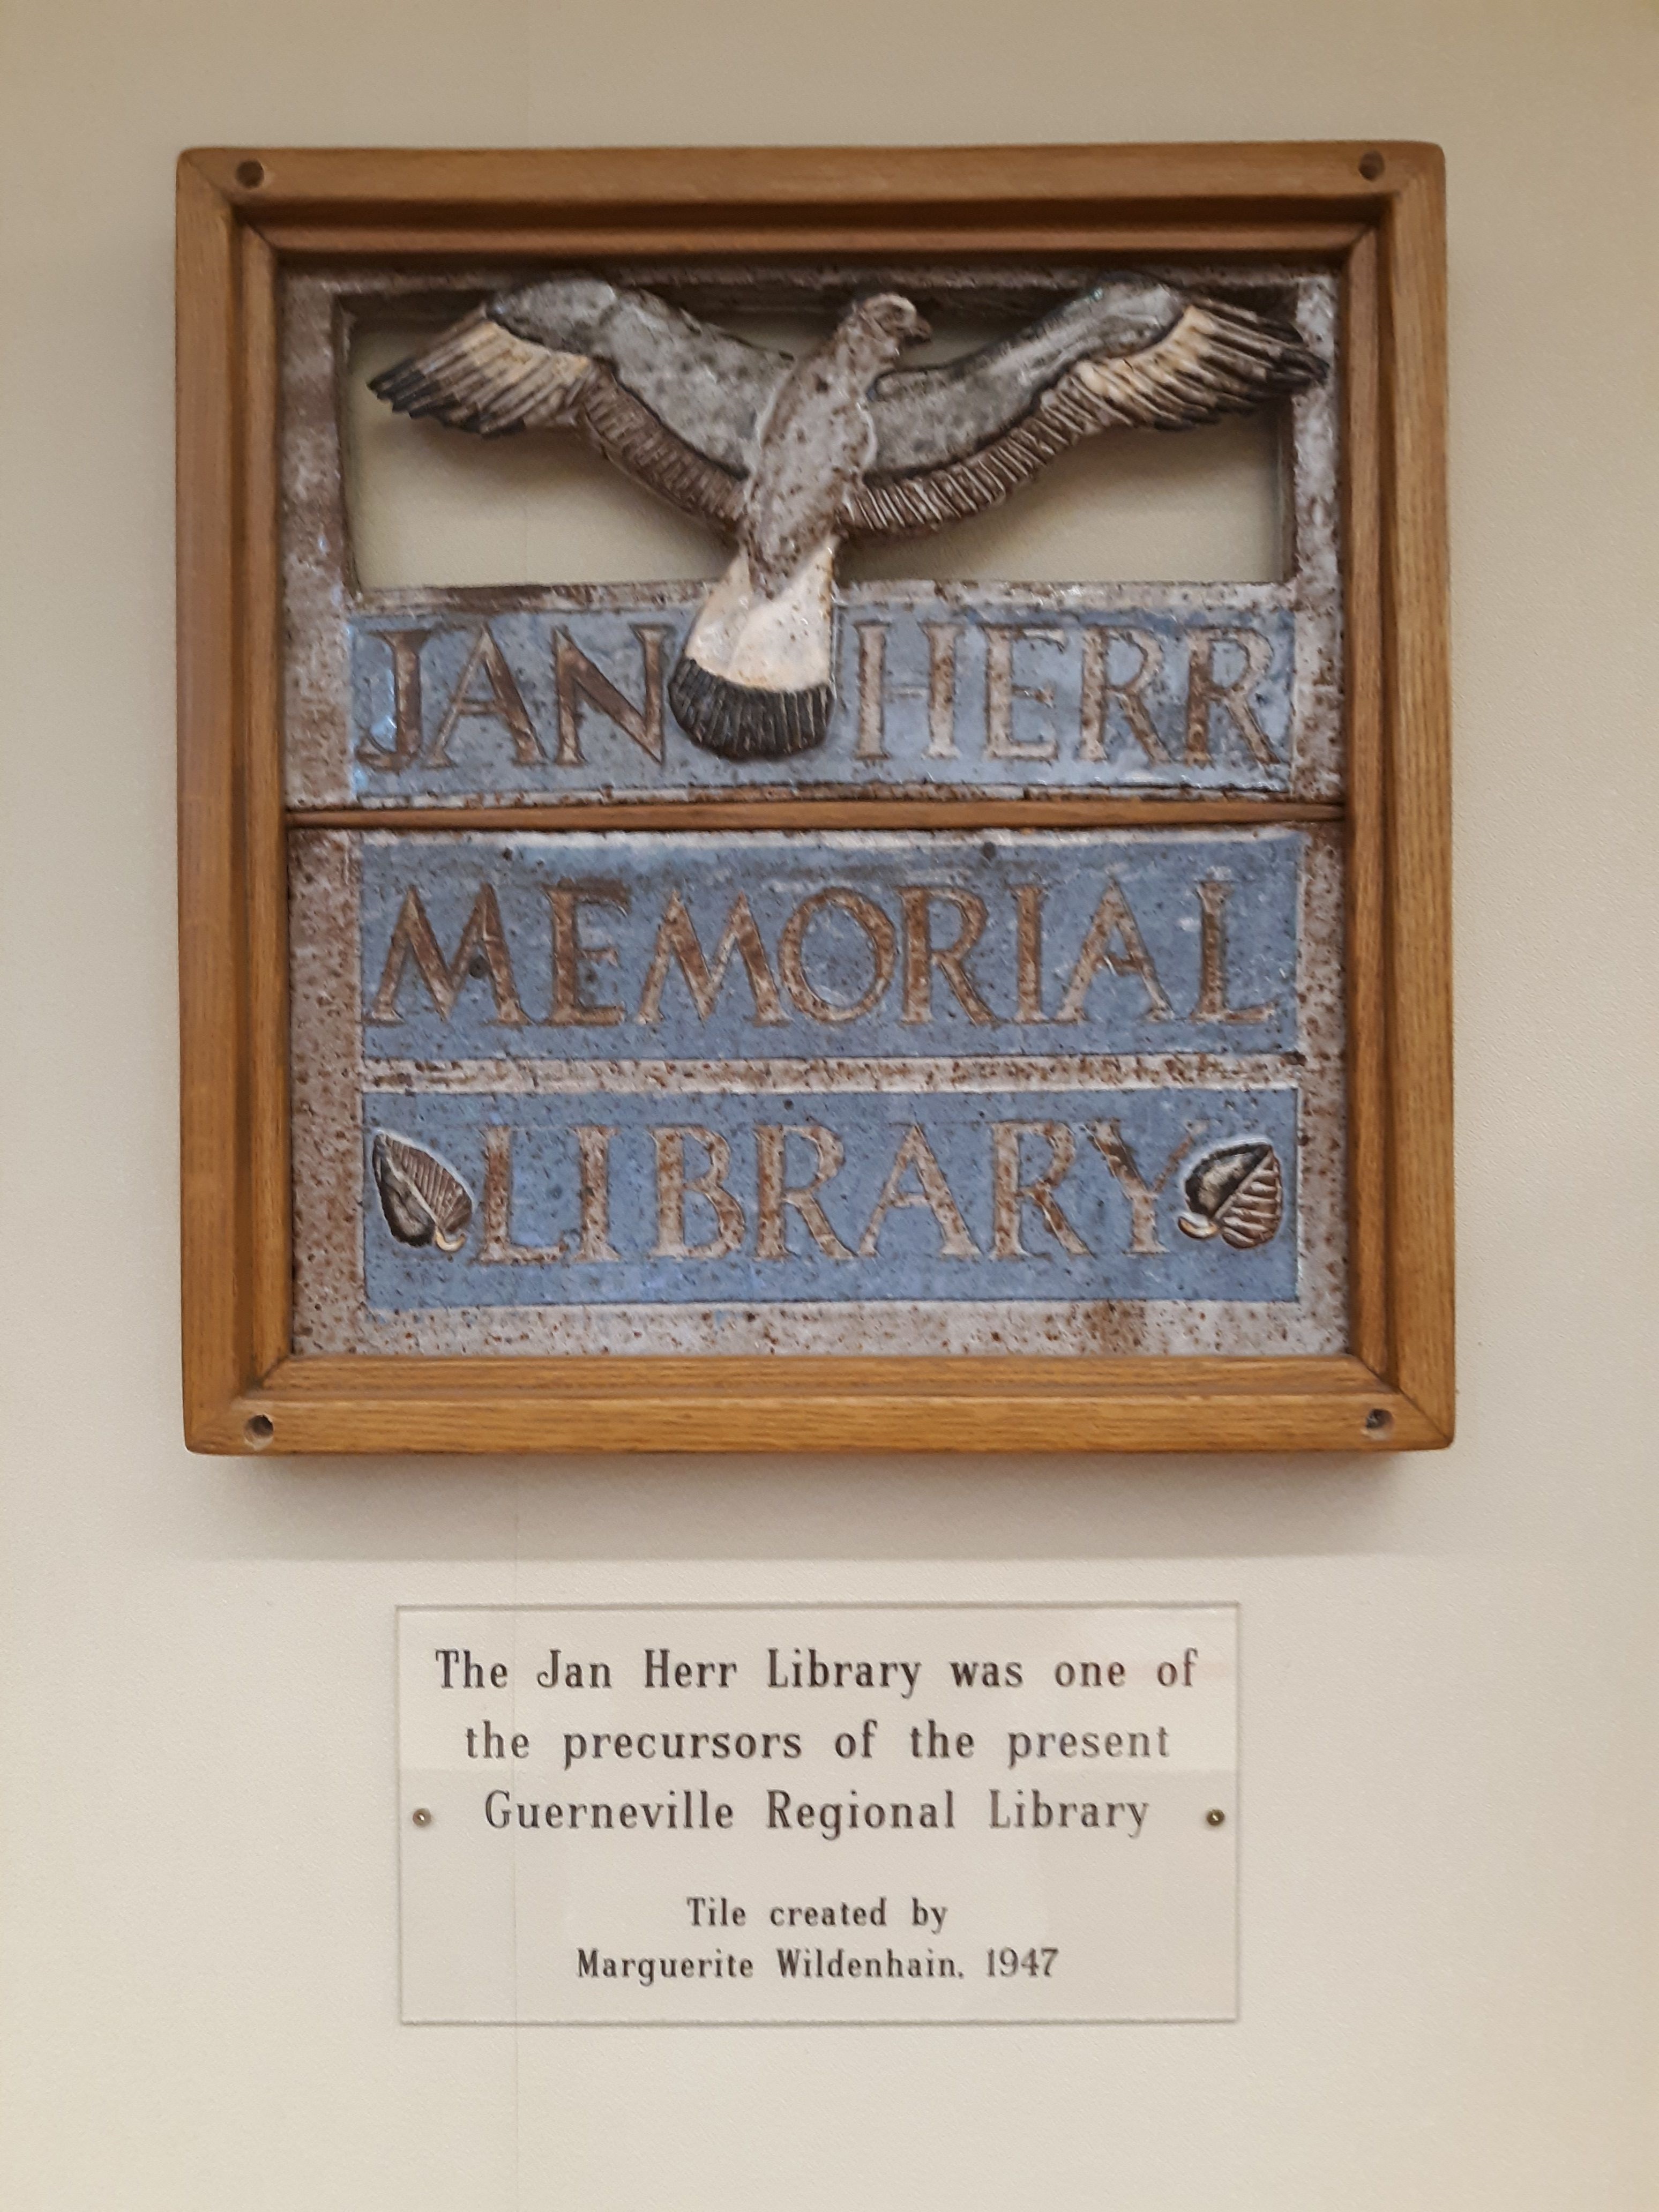 JAN HERR
MEMORIAL
LIBRARY
The Jan Herr Library was one of
the precursors of the present
Guerneville Regional Library
Tile created by
Marguerite Wildenhain, 1947